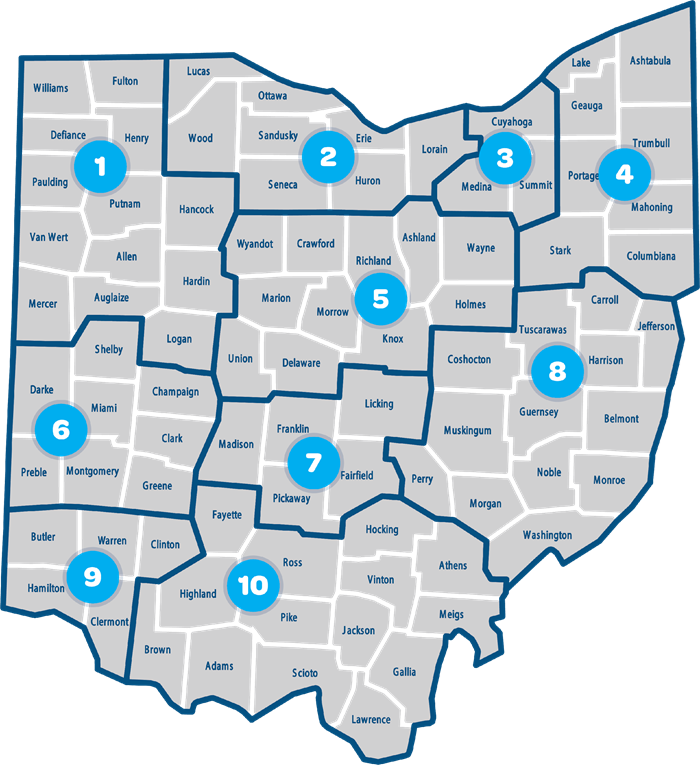 Lake
Ashtabula
Lucas
Williams
Fulton
Ottawa
Geauga
Cuyahoga
Defiance
Henry
Wood
Sandusky
Erie
Lorain
Trumbull
1
2
3
4
Portage
Paulding
Seneca
Huron
Medina
Summit
Putnam
Hancock
Mahoning
Van Wert
Wyandot
Crawford
Ashland
Wayne
Stark
Columbiana
Allen
Richland
Hardin
Mercer
Auglaize
Marion
5
Morrow
Holmes
Carroll
Jefferson
Logan
Knox
Tuscarawas
Shelby
Union
Delaware
Coshocton
Harrison
8
Darke
Champaign
Miami
Licking
Guernsey
Belmont
6
Clark
Madison
Franklin
Muskingum
7
Preble
Montgomery
Greene
Pickaway
Fairfield
Perry
Noble
Monroe
Fayette
Morgan
Butler
Warren
Clinton
Hocking
Washington
9
10
Ross
Athens
Hamilton
Highland
Vinton
Clermont
Pike
Jackson
Meigs
Brown
Adams
Scioto
Gallia
Lawrence